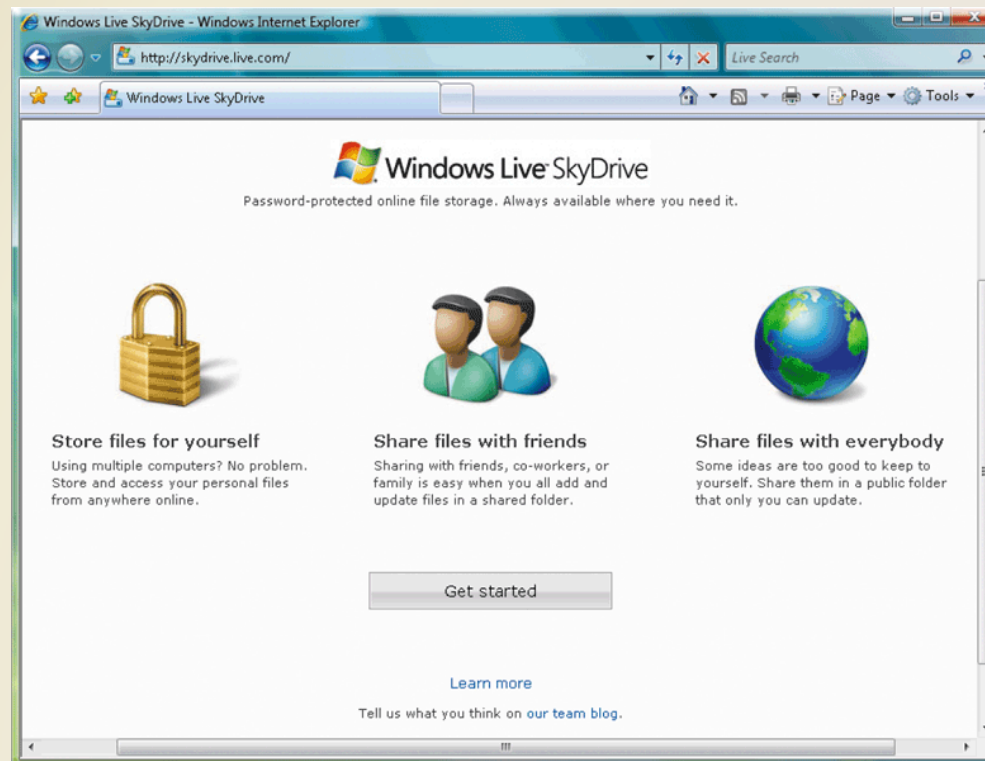 Windows Live SkyDrive - Windows Internet Explorer
http://skydrive.live.com/
Live Search
Windows Live SkyDrive
Page
Tools
Windows Live SkyDrive
Password-protected online file storage. Always available where you need it.
Store files for yourself
Using multiple computers? No problem.
Store and access your personal files
from anywhere online.
Share files with friends
Sharing with friends, co-workers, or
family is easy when you all add and
update files in a shared folder.
Share files with everybody
Some ideas are too good to keep to
yourself. Share them in a public folder
that only you can update.
Get started
Learn more
Tell us what you think on our team blog.